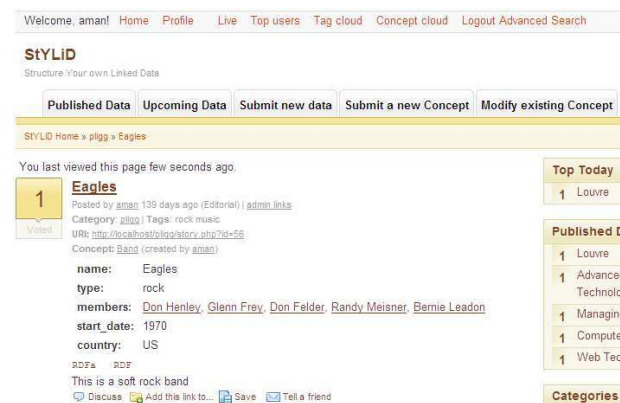 Welcome, aman! Home Profile Live Top users Tag cloud Concept cloud Logout Advanced Search
StYLiD
Structure Your own Linked Data
Published Data Upcoming Data Submit new data Submit a new Concept Modify existing Concept
StYLiD Home » pligg » Eagles
You last viewed this page few seconds ago.
1
Voted
Eagles
Posted by aman 139 days ago (Editorial) | admin links
Category: pligg | Tags: rock music
URI: http://localhost/pligg/story.php?id=56
Concept: Band (created by aman)
name: Eagles
type: rock
members: Don Henley, Glenn Frey, Don Felder, Randy Meisner, Bernie Leadon
start_date: 1970
country: US
RDFa RDF
This is a soft rock band
Discuss Add this link to... Save Tell a friend
Top Today
1 Louvre
Published D
1 Louvre
1 Advance
Technolo
1 Managin
1 Compute
1 Web Tec
Categories